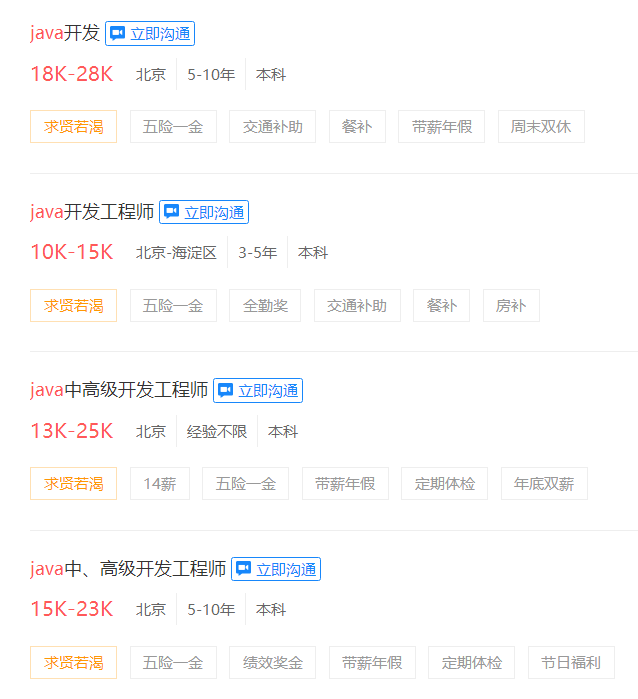 java开发 立即沟通
18K-28K 北京 5-10年 本科
求贤若渴 五险一金 交通补助 餐补 带薪年假 周末双休
java开发工程师 立即沟通
10K-15K 北京-海淀区 3-5年 本科
求贤若渴 五险一金 全勤奖 交通补助 餐补 房补
java中高级开发工程师 立即沟通
13K-25K 北京 经验不限 本科
求贤若渴 14薪 五险一金 带薪年假 定期体检 年底双薪
java中、高级开发工程师 立即沟通
15K-23K 北京 5-10年 本科
求贤若渴 五险一金 绩效奖金 带薪年假 定期体检 节日福利